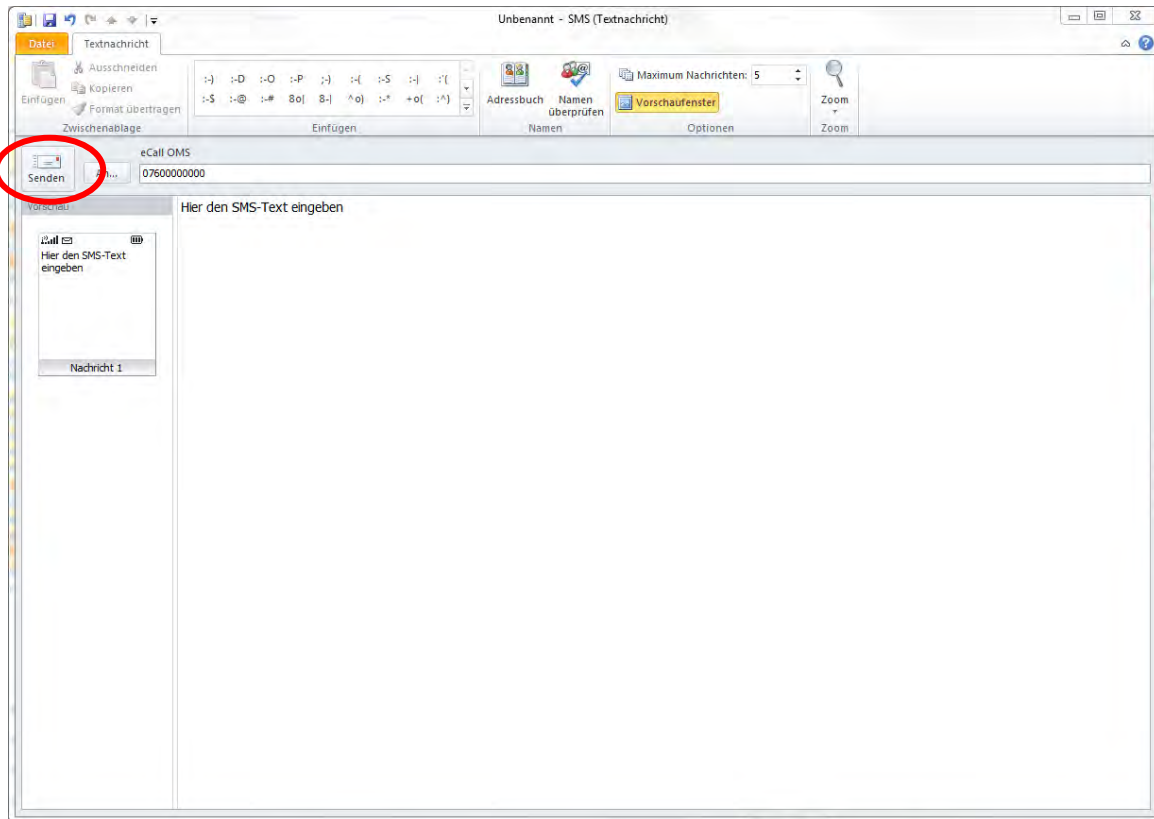 Unbenannt - SMS (Textnachricht)
Datei Textnachricht
Ausschneiden
Kopieren
Format übertragen
Einfügen
Zwischenablage
:-) :-D :-O :-P ;-) :-( :-S :-| :'(
:-$ :-@ :-# 8o| 8-| ^o) :-* +o( :^)
Einfügen
Adressbuch
Namen überprüfen
Namen
Maximum Nachrichten: 5
Vorschaufenster
Optionen
Zoom
Zoom
eCall OMS
Senden An... 07600000000
Vorschau
Hier den SMS-Text eingeben
Hier den SMS-Text
eingeben
Nachricht 1